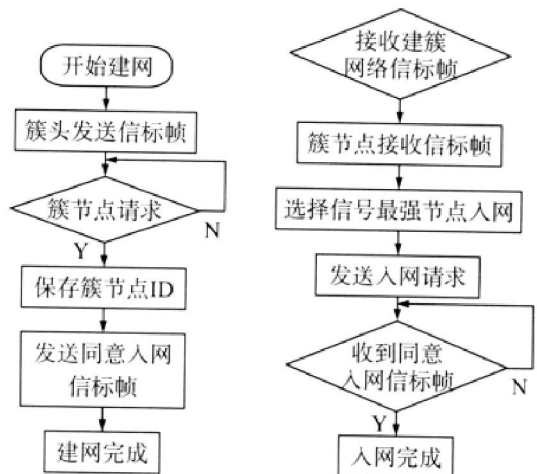 开始建网
簇头发送信标帧
簇节点请求
N
Y
保存簇节点ID
发送同意入网
信标帧
建网完成
接收建簇
网络信标帧
簇节点接收信标帧
选择信号最强节点入网
发送入网请求
收到同意
入网信标帧
N
Y
入网完成